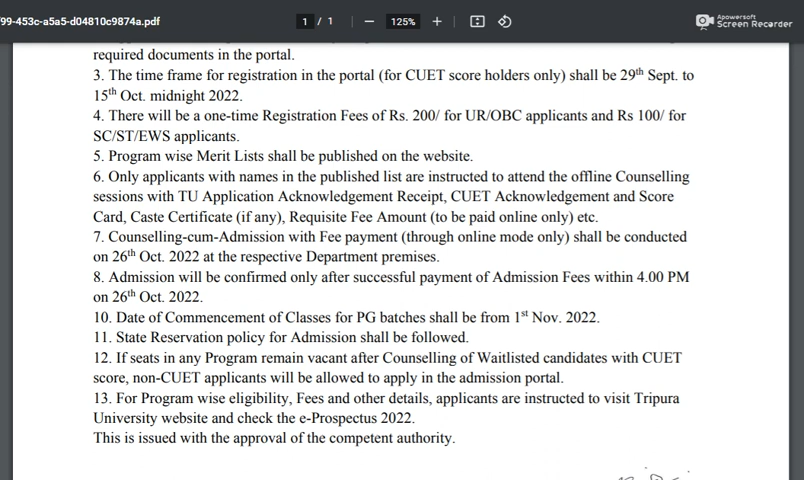 99-453c-a5a5-d04810c9874a.pdf
1 / 1
125%
Apowersoft
Screen Recorder
required documents in the portal.
3. The time frame for registration in the portal (for CUET score holders only) shall be 29th Sept. to
15th Oct. midnight 2022.
4. There will be a one-time Registration Fees of Rs. 200/ for UR/OBC applicants and Rs 100/ for
SC/ST/EWS applicants.
5. Program wise Merit Lists shall be published on the website.
6. Only applicants with names in the published list are instructed to attend the offline Counselling
sessions with TU Application Acknowledgement Receipt, CUET Acknowledgement and Score
Card, Caste Certificate (if any), Requisite Fee Amount (to be paid online only) etc.
7. Counselling-cum-Admission with Fee payment (through online mode only) shall be conducted
on 26th Oct. 2022 at the respective Department premises.
8. Admission will be confirmed only after successful payment of Admission Fees within 4.00 PM
on 26th Oct. 2022.
10. Date of Commencement of Classes for PG batches shall be from 1st Nov. 2022.
11. State Reservation policy for Admission shall be followed.
12. If seats in any Program remain vacant after Counselling of Waitlisted candidates with CUET
score, non-CUET applicants will be allowed to apply in the admission portal.
13. For Program wise eligibility, Fees and other details, applicants are instructed to visit Tripura
University website and check the e-Prospectus 2022.
This is issued with the approval of the competent authority.